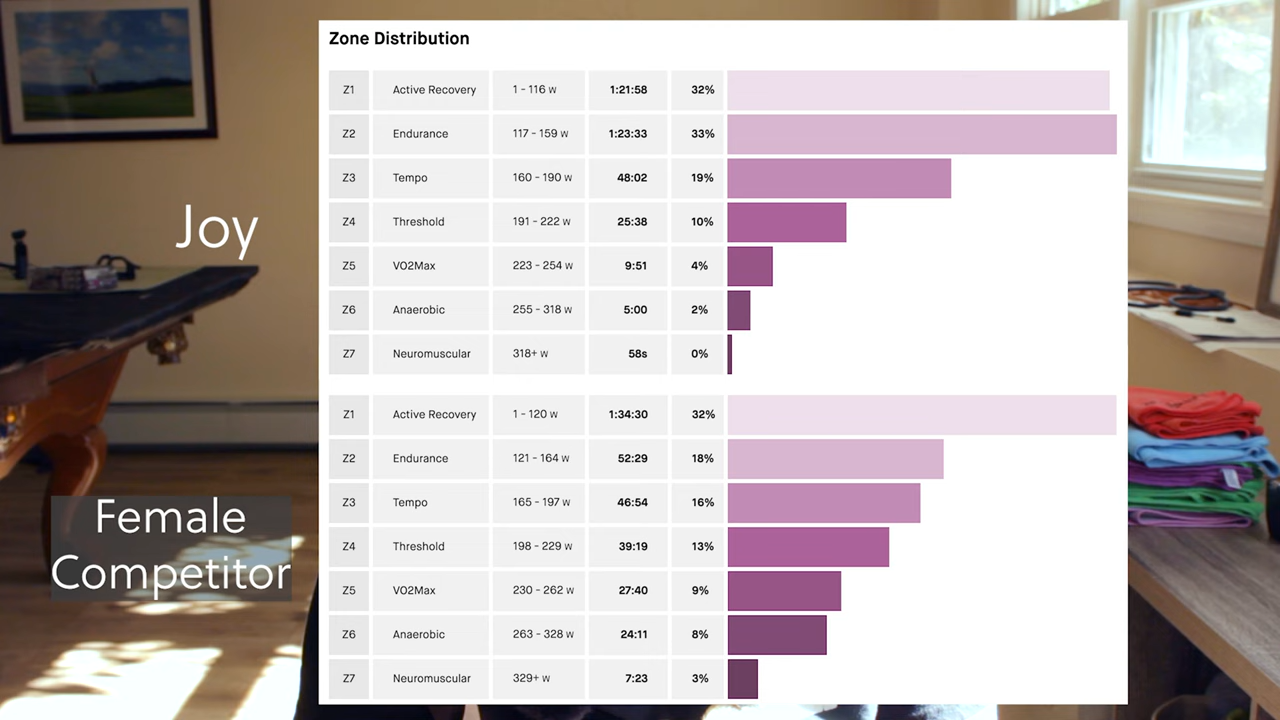 Zone Distribution
Z1 Active Recovery 1 - 116 W 1:21:58 32%
Z2 Endurance 117 - 159 W 1:23:33 33%
Z3 Tempo 160 - 190 W 48:02 19%
Joy
Z4 Threshold 191 - 222 W 25:38 10%
Z5 VO2Max 223 - 254 W 9:51 4%
Z6 Anaerobic 255 - 318 W 5:00 2%
Z7 Neuromuscular 318+ W 58s 0%
Z1 Active Recovery 1 - 120 W 1:34:30 32%
Z2 Endurance 121 - 164 W 52:29 18%
Z3 Tempo 165 - 197 W 46:54 16%
Female
Competitor
Z4 Threshold 198 - 229 W 39:19 13%
Z5 VO2Max 230 - 262 W 27:40 9%
Z6 Anaerobic 263 - 328 W 24:11 8%
Z7 Neuromuscular 329+ W 7:23 3%